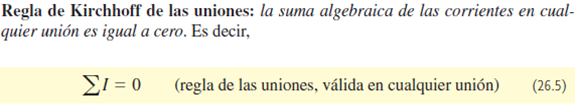 Regla de Kirchhoff de las uniones: la suma algebraica de las corrientes en cual-
quier unión es igual a cero. Es decir,
∑I = 0 (regla de las uniones, válida en cualquier unión) (26.5)